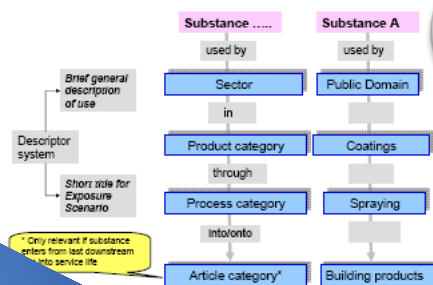 Substance .....
Substance A
used by
used by
Brief general
description
of use
Sector
Public Domain
in
Descriptor
system
Product category
Coatings
through
Short title for
Exposure
Scenario
Process category
Spraying
Into/onto
* Only relevant if substance
enters from last downstream
into service life
Article category*
Building products